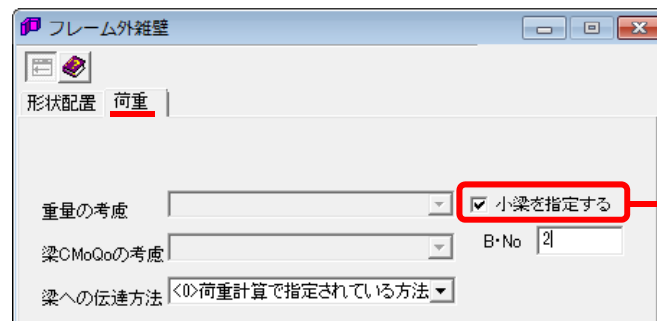 フレーム外雑壁
形状配置 荷重
重量の考慮 ☑ 小梁を指定する
梁CMoQoの考慮 B・No 2
梁への伝達方法 <0>荷重計算で指定されている方法